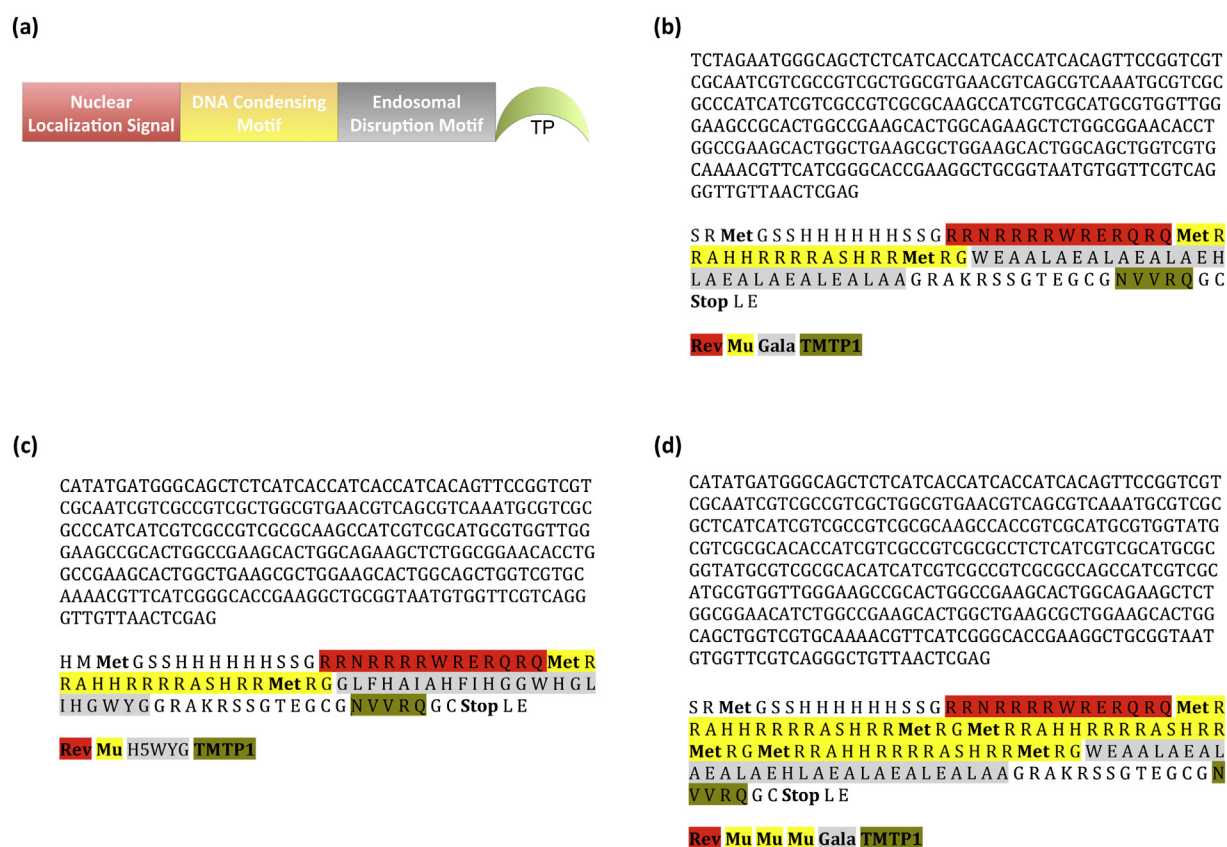 (a)
Nuclear Localization Signal
DNA Condensing Motif
Endosomal Disruption Motif
TP
(b)
TCTAGAATGGGCAGCTCTCATCACCATCACCATCACAGTTCCGGTCGT
CGCAATCGTCGCCGTCGCTGGCGTGAACGTCAGCGTCAAATGCGTCGC
GCCCATCATCGTCGCCGTCGCGCAAGCCATCGTCGCATGCGTGGTTGG
GAAGCCGCACTGGCCGAAGCACTGGCAGAAGCTCTGGCGGAACACCT
GGCCGAAGCACTGGCTGAAGCGCTGGAAGCACTGGCAGCTGGTCGTG
CAAAACGTTCATCGGGCACCGAAGGCTGCGGTAATGTGGTTCGTCAG
GGTTGTTAACTCGAG
S R Met G S S H H H H H H S S G R R N R R R R W R E R Q R Q Met R
R A H H R R R R A S H R R Met R G W E A A L A E A L A E A L A E H
L A E A L A E A L E A L A A G R A K R S S G T E G C G N V V R Q G C
Stop L E
Rev Mu Gala TMTP1
(c)
CATATGATGGGCAGCTCTCATCACCATCACCATCACAGTTCCGGTCGT
CGCAATCGTCGCCGTCGCTGGCGTGAACGTCAGCGTCAAATGCGTCGC
GCCCATCATCGTCGCCGTCGCGCAAGCCATCGTCGCATGCGTGGTTGG
GAAGCCGCACTGGCCGAAGCACTGGCAGAAGCTCTGGCGGAACACCTG
GCCGAAGCACTGGCTGAAGCGCTGGAAGCACTGGCAGCTGGTCGTGC
AAAACGTTCATCGGGCACCGAAGGCTGCGGTAATGTGGTTCGTCAGG
GTTGTTAACTCGAG
H M Met G S S H H H H H H S S G R R N R R R R W R E R Q R Q Met R
R A H H R R R R A S H R R Met R G G L F H A I A H F I H G G W H G L
I H G W Y G G R A K R S S G T E G C G N V V R Q G C Stop L E
Rev Mu H5WYG TMTP1
(d)
CATATGATGGGCAGCTCTCATCACCATCACCATCACAGTTCCGGTCGT
CGCAATCGTCGCCGTCGCTGGCGTGAACGTCAGCGTCAAATGCGTCGC
GCTCATCATCGTCGCCGTCGCGCAAGCCACCGTCGCATGCGTGGTATG
CGTCGCGCACACCATCGTCGCCGTCGCGCCTCTCATCGTCGCATGCGC
GGTATGCGTCGCGCACATCATCGTCGCCGTCGCGCCAGCCATCGTCGC
ATGCGTGGTTGGGAAGCCGCACTGGCCGAAGCACTGGCAGAAGCTCT
GGCGGAACATCTGGCCGAAGCACTGGCTGAAGCGCTGGAAGCACTGG
CAGCTGGTCGTGCAAAACGTTCATCGGGCACCGAAGGCTGCGGTAAT
GTGGTTCGTCAGGGCTGTTAACTCGAG
S R Met G S S H H H H H H S S G R R N R R R R W R E R Q R Q Met R
R A H H R R R R A S H R R Met R G Met R R A H H R R R R A S H R R
Met R G Met R R A H H R R R R A S H R R Met R G W E A A L A E A L
A E A L A E H L A E A L A E A L E A L A A G R A K R S S G T E G C G N
V V R Q G C Stop L E
Rev Mu Mu Mu Gala TMTP1